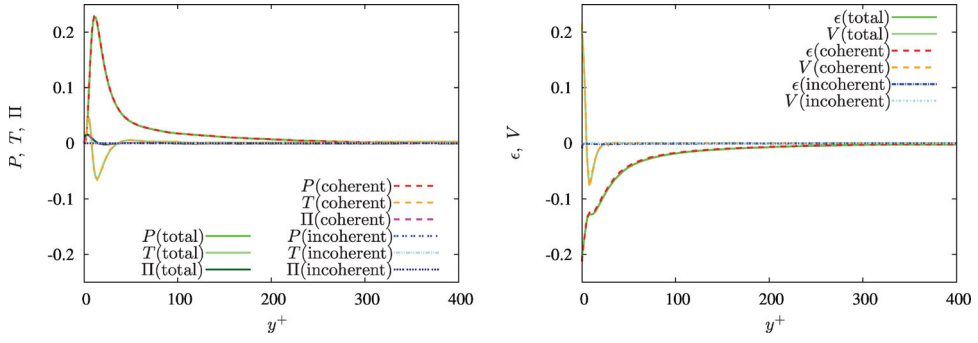 0.2
0.1
0
-0.1
-0.2
P, T, Π
P(coherent)
T(coherent)
Π(coherent)
P(total) P(incoherent)
T(total) T(incoherent)
Π(total) Π(incoherent)
0 100 200 300 400
y⁺
0.2
0.1
0
-0.1
-0.2
ϵ, V
ϵ(total)
V(total)
ϵ(coherent)
V(coherent)
ϵ(incoherent)
V(incoherent)
0 100 200 300 400
y⁺